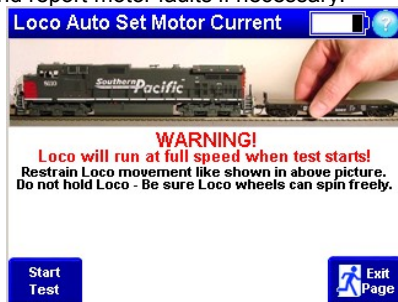 nd report motor faults if necessary.
Loco Auto Set Motor Current
?
Southern Pacific
WARNING!
Loco will run at full speed when test starts!
Restrain Loco movement like shown in above picture.
Do not hold Loco - Be sure Loco wheels can spin freely.
Start
Test
Exit
Page